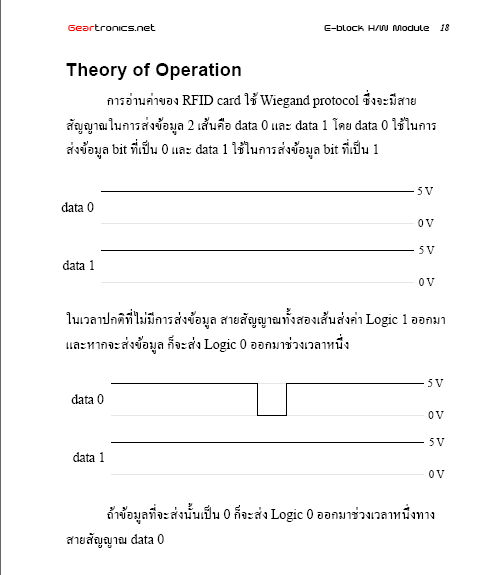 Geartronics.net E-block H/W Module 18
Theory of Operation
การอ่านค่าของ RFID card ใช้ Wiegand protocol ซึ่งจะมีสาย
สัญญาณในการส่งข้อมูล 2 เส้นคือ data 0 และ data 1 โดย data 0 ใช้ในการ
ส่งข้อมูล bit ที่เป็น 0 และ data 1 ใช้ในการส่งข้อมูล bit ที่เป็น 1
5 V
data 0
0 V
5 V
data 1
0 V
ในเวลาปกติที่ไม่มีการส่งข้อมูล สายสัญญาณทั้งสองเส้นส่งค่า Logic 1 ออกมา
และหากจะส่งข้อมูล ก็จะส่ง Logic 0 ออกมาช่วงเวลาหนึ่ง
5 V
data 0
0 V
5 V
data 1
0 V
ถ้าข้อมูลที่จะส่งนั้นเป็น 0 ก็จะส่ง Logic 0 ออกมาช่วงเวลาหนึ่งทาง
สายสัญญาณ data 0